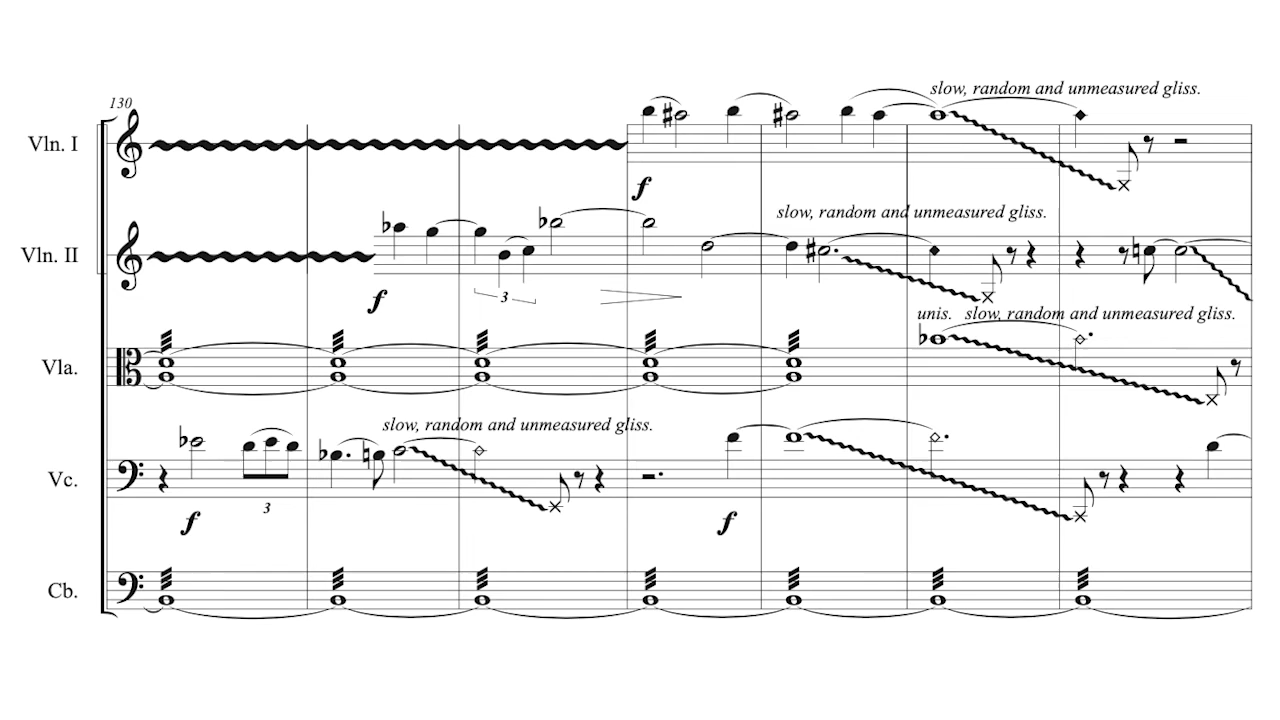 130
slow, random and unmeasured gliss.
Vln. I
f
slow, random and unmeasured gliss.
Vln. II
f
3
unis. slow, random and unmeasured gliss.
Vla.
slow, random and unmeasured gliss.
Vc.
3
f
f
Cb.